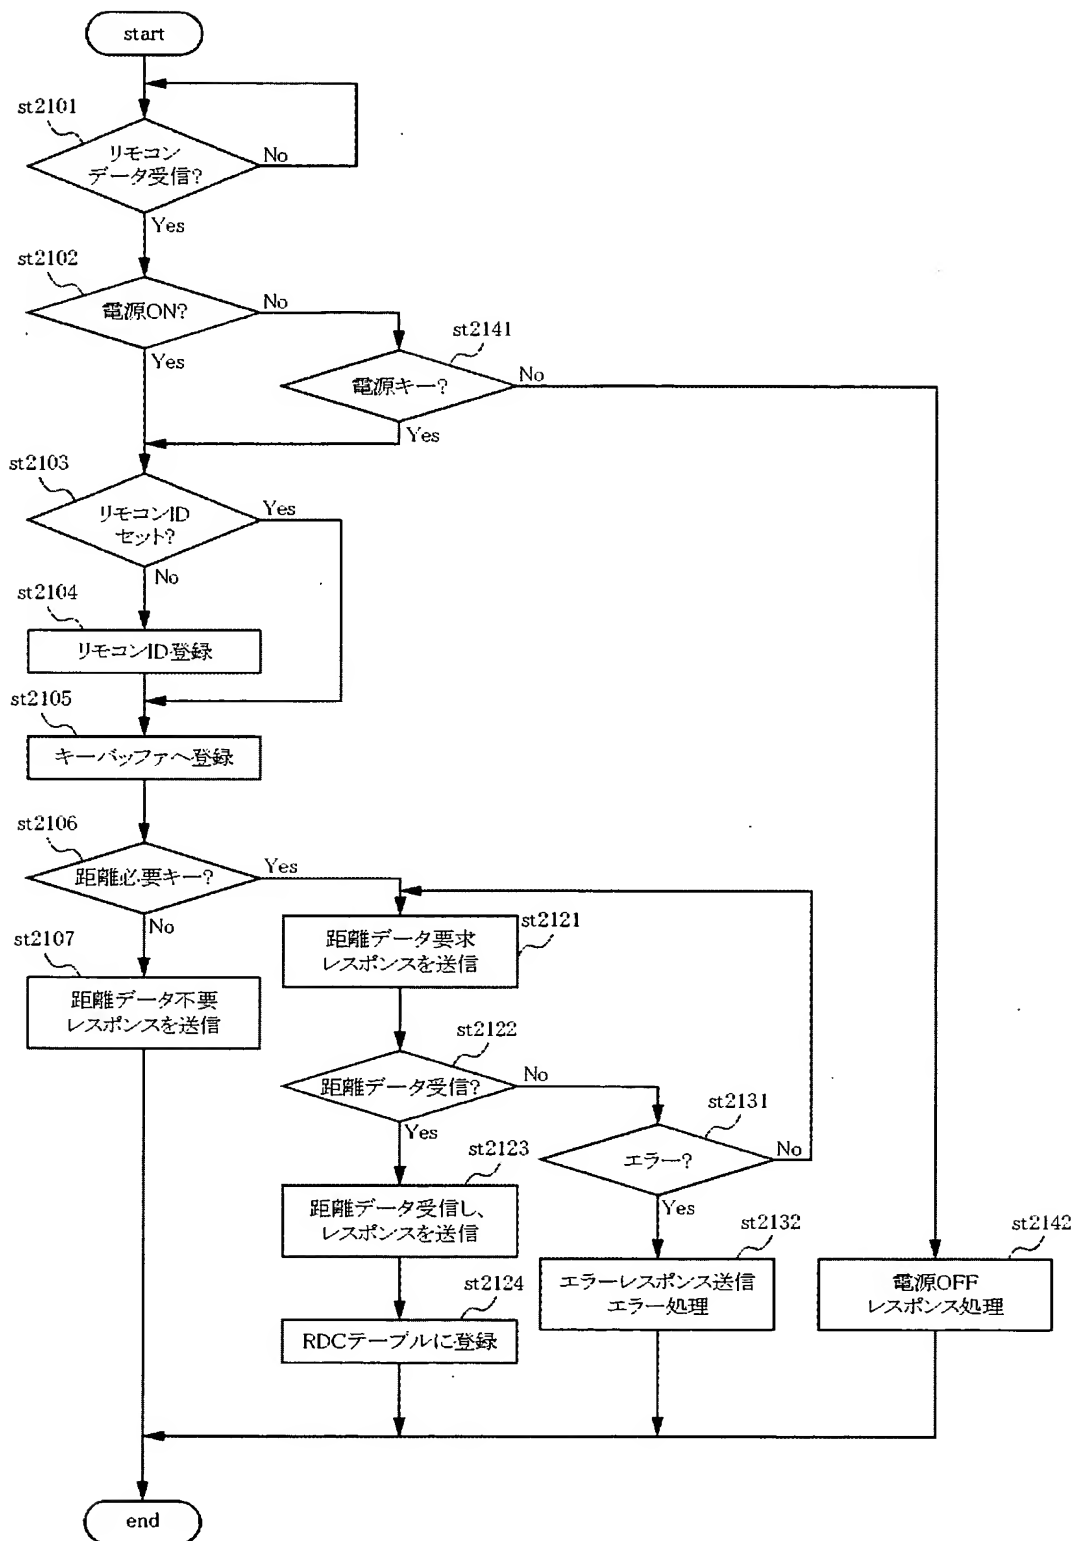 start
st2101
リモコン
データ受信?
No
Yes
st2102
電源ON?
No
Yes
st2141
電源キー?
No
Yes
st2103
リモコンID
セット?
Yes
No
st2104
リモコンID登録
st2105
キーバッファへ登録
st2106
距離必要キー?
Yes
No
st2107
距離データ不要
レスポンスを送信
st2121
距離データ要求
レスポンスを送信
st2122
距離データ受信?
No
Yes
st2131
エラー?
No
Yes
st2123
距離データ受信し、
レスポンスを送信
st2132
エラーレスポンス送信
エラー処理
st2142
電源OFF
レスポンス処理
st2124
RDCテーブルに登録
end